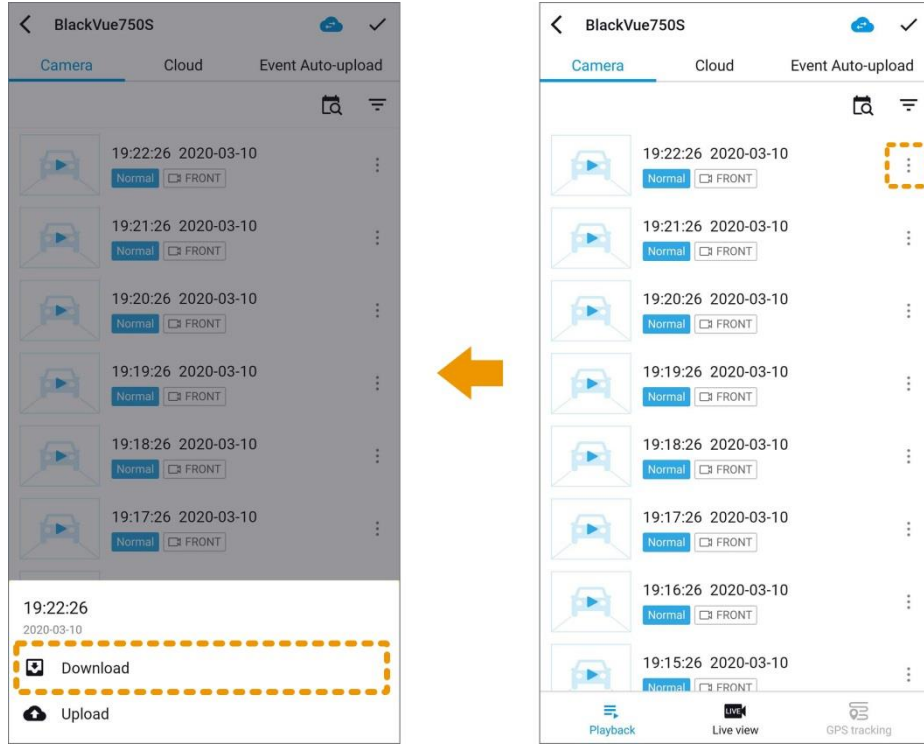 BlackVue750S
Camera Cloud Event Auto-upload
19:22:26 2020-03-10
Normal FRONT
19:21:26 2020-03-10
Normal FRONT
19:20:26 2020-03-10
Normal FRONT
19:19:26 2020-03-10
Normal FRONT
19:18:26 2020-03-10
Normal FRONT
19:17:26 2020-03-10
Normal FRONT
19:22:26
2020-03-10
Download
Upload
BlackVue750S
Camera Cloud Event Auto-upload
19:22:26 2020-03-10
Normal FRONT
19:21:26 2020-03-10
Normal FRONT
19:20:26 2020-03-10
Normal FRONT
19:19:26 2020-03-10
Normal FRONT
19:18:26 2020-03-10
Normal FRONT
19:17:26 2020-03-10
Normal FRONT
19:16:26 2020-03-10
Normal FRONT
19:15:26 2020-03-10
Normal FRONT
LIVE
Playback Live view GPS tracking